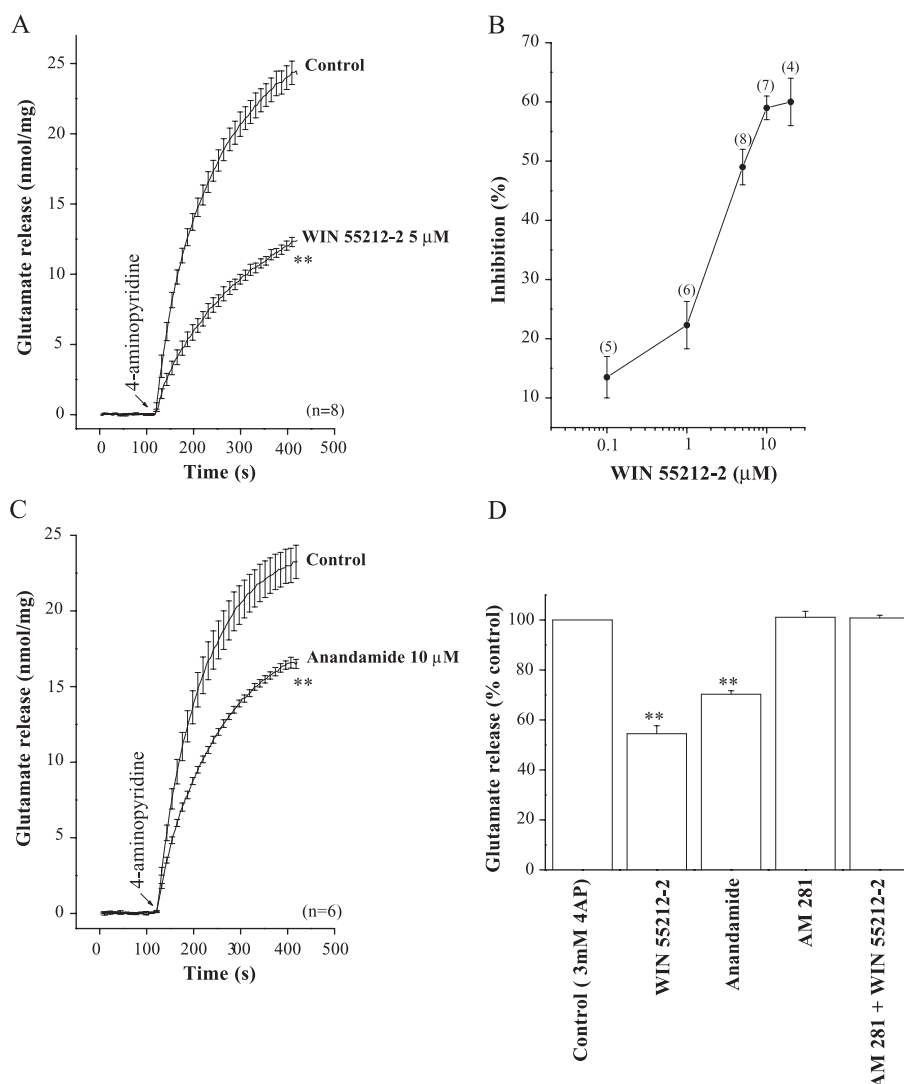 A
25
20
15
10
5
0
Glutamate release (nmol/mg)
Control
WIN 55212-2 5 μM
**
4-aminopyridine
(n=8)
0 100 200 300 400 500
Time (s)
B
70
60
50
40
30
20
10
Inhibition (%)
(5)
(6)
(8)
(7)
(4)
0.1 1 10
WIN 55212-2 (μM)
C
25
20
15
10
5
0
Glutamate release (nmol/mg)
Control
Anandamide 10 μM
**
4-aminopyridine
(n=6)
0 100 200 300 400 500
Time (s)
D
100
80
60
40
20
0
Glutamate release (% control)
**
**
Control ( 3mM 4AP)
WIN 55212-2
Anandamide
AM 281
AM 281 + WIN 55212-2